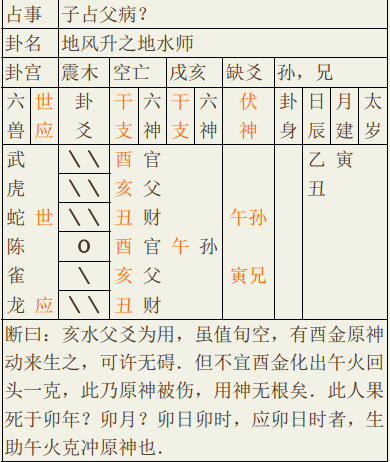 占事 子占父病？
卦名 地风升之地水师
卦宫 震木 空亡 戌亥 缺爻 孙，兄
六兽 世应 卦爻 干支 六神 干支 六神 伏神 卦身 日辰 月建 太岁
武 \\ 酉 官 乙丑 寅
虎 \\ 亥 父
蛇 世 \\ 丑 财 午孙
陈 O 酉 官 午 孙
雀 \ 亥 父 寅兄
龙 应 \\ 丑 财
断曰：亥水父爻为用，虽值旬空，有酉金原神
动来生之，可许无碍．但不宜酉金化出午火回
头一克，此乃原神被伤，用神无根矣．此人果
死于卯年？卯月？卯日卯时，应卯日时者，生
助午火克冲原神也．